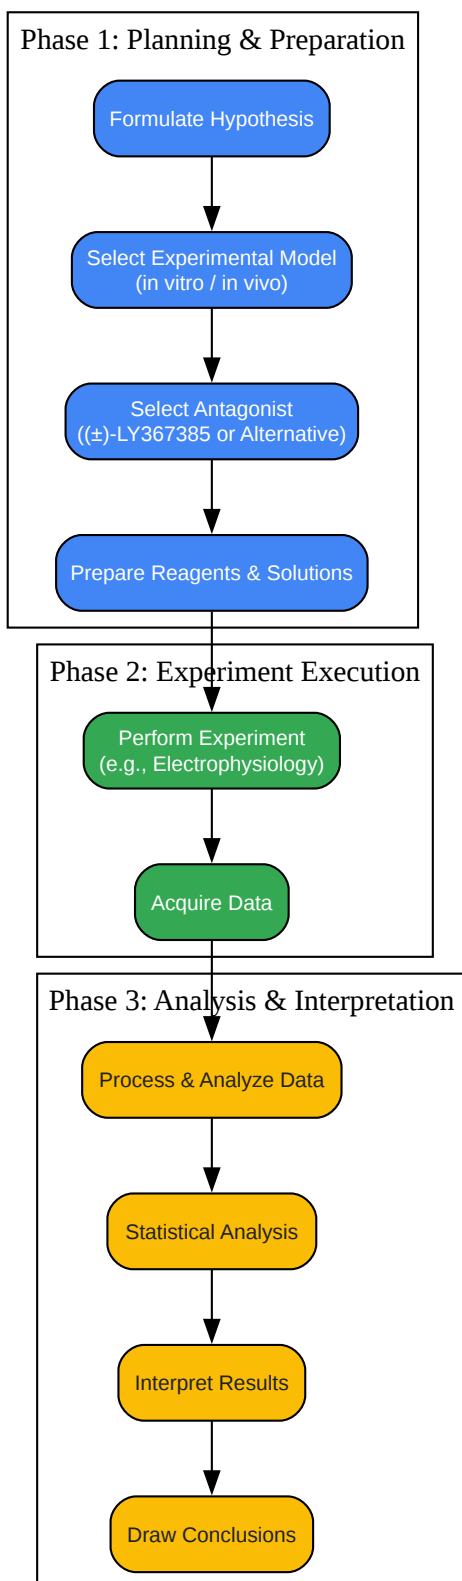 Phase 1: Planning & Preparation
Formulate Hypothesis
Select Experimental Model
(in vitro / in vivo)
Select Antagonist
((±)-LY367385 or Alternative)
Prepare Reagents & Solutions
Phase 2: Experiment Execution
Perform Experiment
(e.g., Electrophysiology)
Acquire Data
Phase 3: Analysis & Interpretation
Process & Analyze Data
Statistical Analysis
Interpret Results
Draw Conclusions